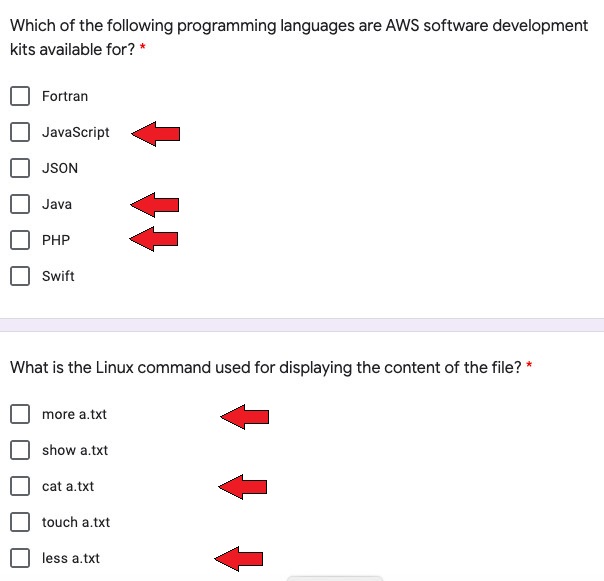 Which of the following programming languages are AWS software development
kits available for? *
Fortran
JavaScript
JSON
Java
PHP
Swift
What is the Linux command used for displaying the content of the file? *
more a.txt
show a.txt
cat a.txt
touch a.txt
less a.txt